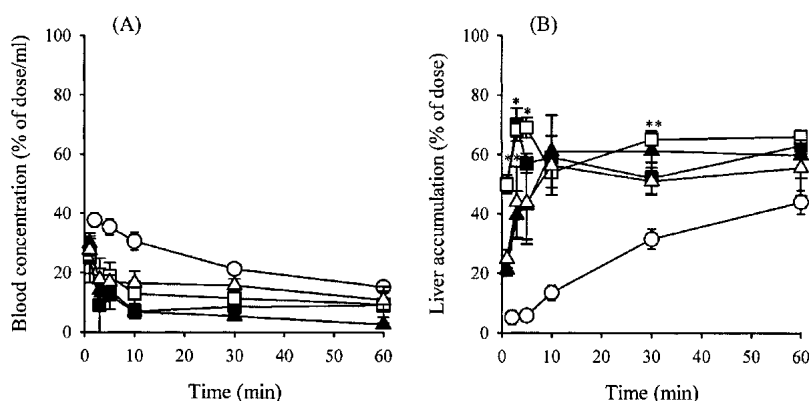 (A)
Blood concentration (% of dose/ml)
100
80
60
40
20
0
0 10 20 30 40 50 60
Time (min)
(B)
Liver accumulation (% of dose)
100
80
60
40
20
0
* *
**
**
0 10 20 30 40 50 60
Time (min)